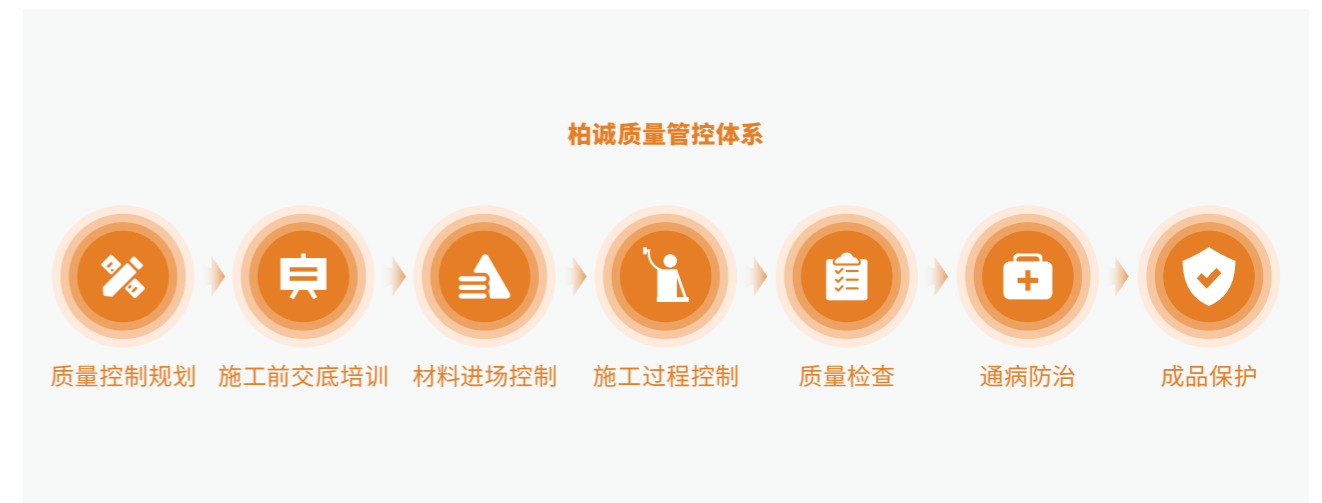 柏诚质量管控体系
质量控制规划
施工前交底培训
材料进场控制
施工过程控制
质量检查
通病防治
成品保护